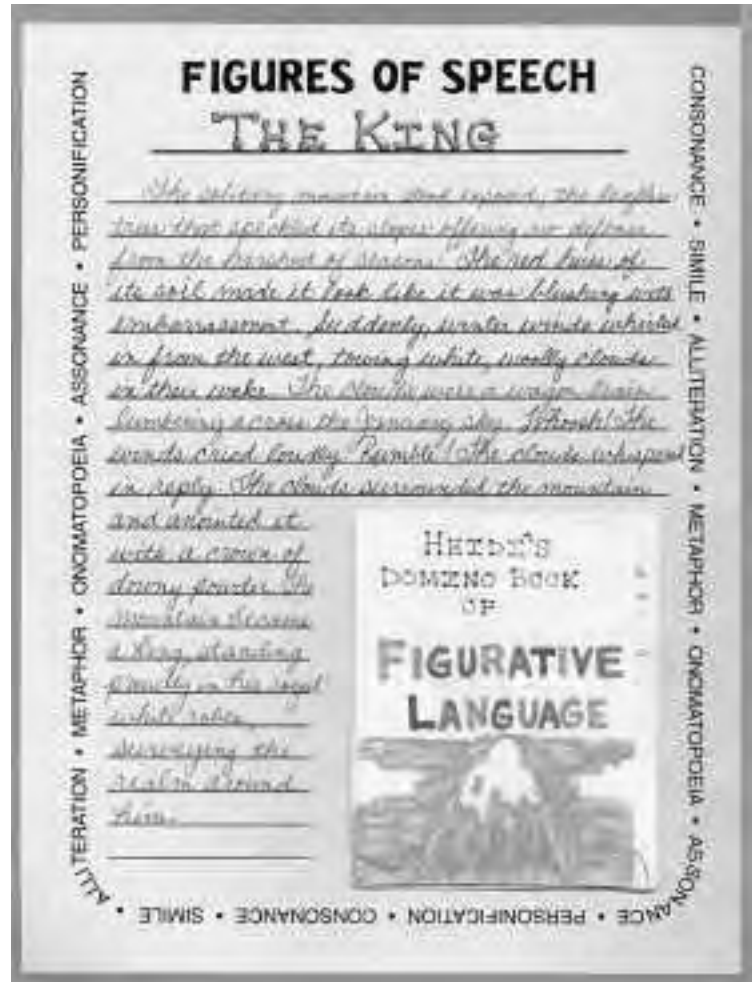 FIGURES OF SPEECH
THE KING
The solitary mountain stood exposed, the leafless
trees that speckled its slopes offering no defense
from the of seasons. The red hues of
its soil made it look like it was blushing with
embarrassment. Suddenly, winter winds whirled
in from the west, towing white, woolly clouds
in their wake. The clouds were a wagon train
lumbering across the sky. Whoosh! The
winds cried loudly. Rumble! The clouds whispered
in reply. The clouds surrounded the mountain
and anointed it
with a crown of
downy powder. The
mountain became
a king, standing
proudly in his royal
white robes,
surveying the
realm around
him.
HEIDI'S
DOMINO BOOK
OF
FIGURATIVE
LANGUAGE
ALLITERATION • METAPHOR • ONOMATOPOEIA • ASSONANCE • PERSONIFICATION
CONSONANCE • SIMILE • ALLITERATION • METAPHOR • ONOMATOPOEIA • ASSONANCE • PERSONIFICATION • CONSONANCE • SIMILE •